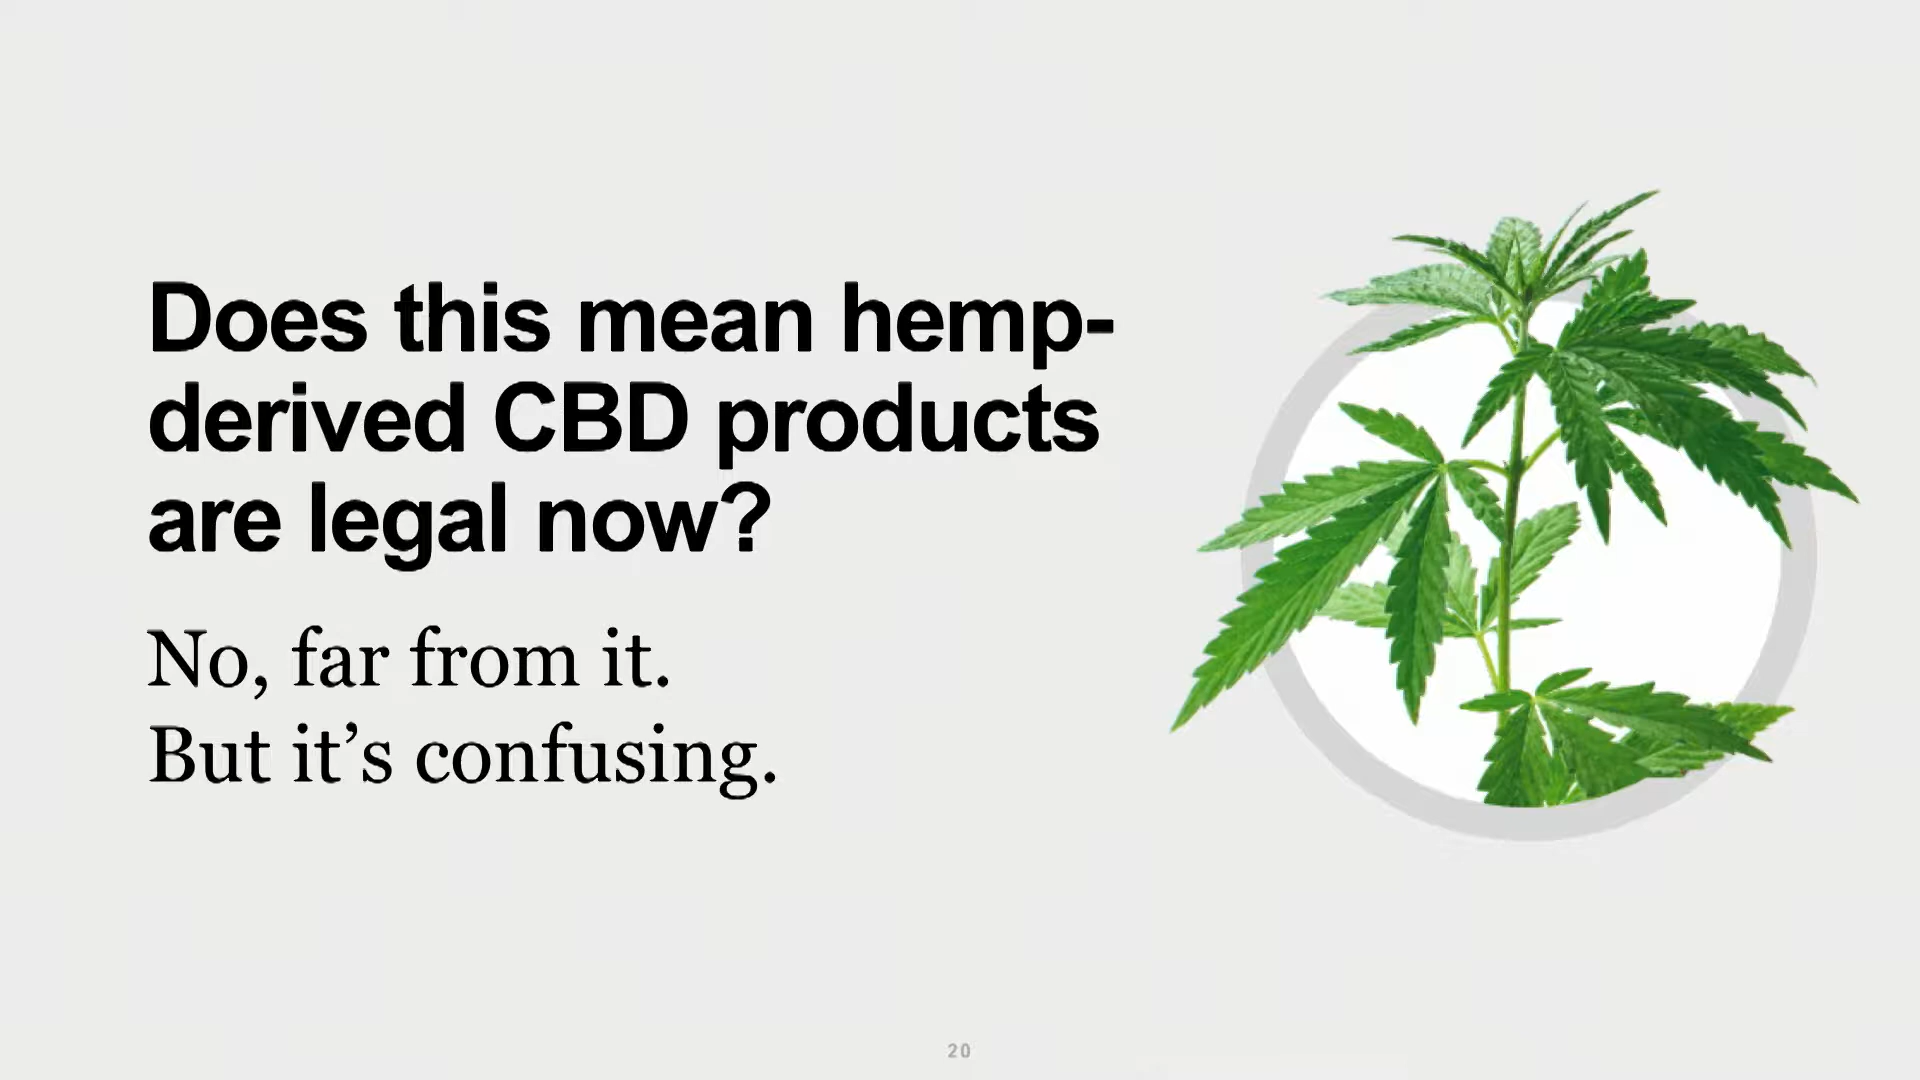 Does this mean hemp-
derived CBD products
are legal now?
No, far from it.
But it’s confusing.
20